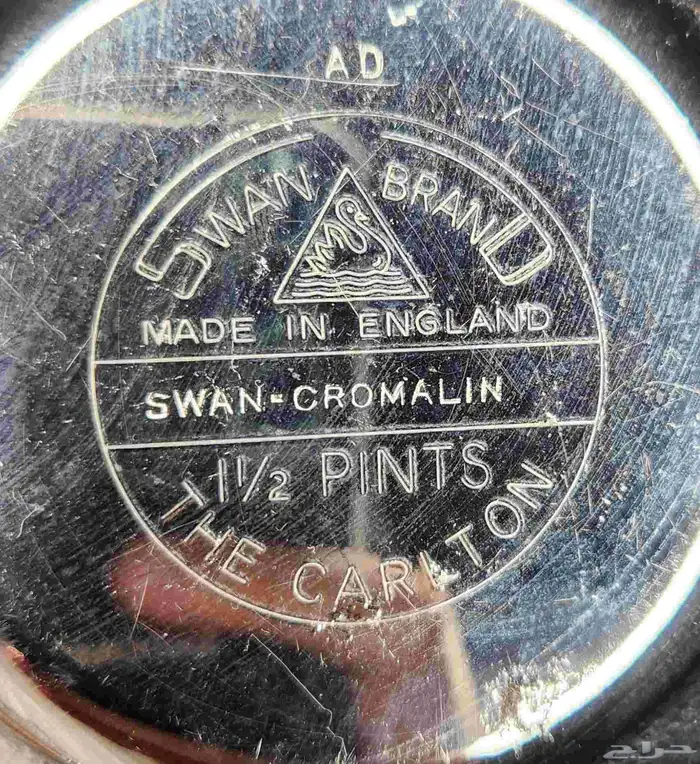 AD
SWAN BRAND
MADE IN ENGLAND
SWAN-CROMALIN
1½ PINTS
THE CARLTON
حراج